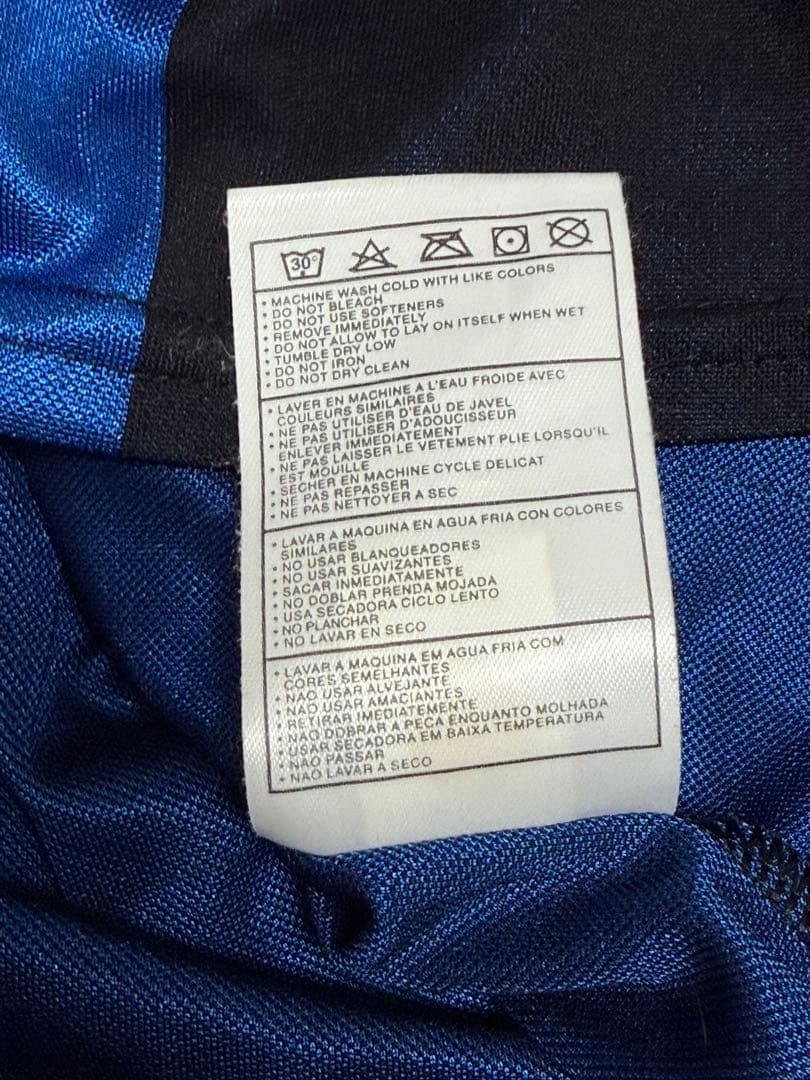 30°
• MACHINE WASH COLD WITH LIKE COLORS
• DO NOT BLEACH
• DO NOT USE SOFTENERS
• REMOVE IMMEDIATELY
• DO NOT ALLOW TO LAY ON ITSELF WHEN WET
• TUMBLE DRY LOW
• DO NOT IRON
• DO NOT DRY CLEAN
• LAVER EN MACHINE A L'EAU FROIDE AVEC
COULEURS SIMILAIRES
• NE PAS UTILISER D'EAU DE JAVEL
• NE PAS UTILISER D'ADOUCISSEUR
ENLEVER IMMEDIATEMENT
• NE PAS LAISSER LE VETEMENT PLIE LORSQU'IL
EST MOUILLE
• SECHER EN MACHINE CYCLE DELICAT
• NE PAS REPASSER
• NE PAS NETTOYER A SEC
• LAVAR A MAQUINA EN AGUA FRIA CON COLORES
SIMILARES
• NO USAR BLANQUEADORES
• NO USAR SUAVIZANTES
SACAR INMEDIATAMENTE
• NO DOBLAR PRENDA MOJADA
• USA SECADORA CICLO LENTO
• NO PLANCHAR
• NO LAVAR EN SECO
• LAVAR A MAQUINA EM AGUA FRIA COM
CORES SEMELHANTES
• NAO USAR ALVEJANTE
• NAO USAR AMACIANTES
• RETIRAR IMEDIATEMENTE
• NAO DOBRAR A PECA ENQUANTO MOLHADA
• USAR SECADORA EM BAIXA TEMPERATURA
• NAO PASSAR
• NAO LAVAR A SECO